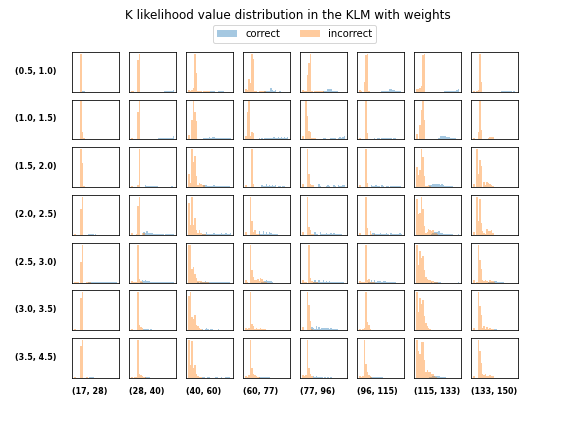 K likelihood value distribution in the KLM with weights
correct incorrect
(0.5, 1.0)
(1.0, 1.5)
(1.5, 2.0)
(2.0, 2.5)
(2.5, 3.0)
(3.0, 3.5)
(3.5, 4.5)
(17, 28) (28, 40) (40, 60) (60, 77) (77, 96) (96, 115) (115, 133) (133, 150)